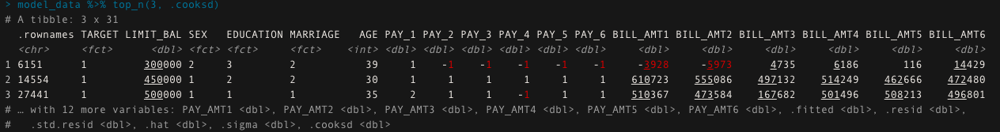 > model_data %>% top_n(3, .cooksd)
# A tibble: 3 x 31
  .rownames TARGET LIMIT_BAL SEX   EDUCATION MARRIAGE   AGE PAY_1 PAY_2 PAY_3 PAY_4 PAY_5 PAY_6 BILL_AMT1 BILL_AMT2 BILL_AMT3 BILL_AMT4 BILL_AMT5 BILL_AMT6
  <chr>     <fct>      <dbl> <fct> <fct>     <fct>    <int> <dbl> <dbl> <dbl> <dbl> <dbl> <dbl>     <dbl>     <dbl>     <dbl>     <dbl>     <dbl>     <dbl>
1 6151      1         300000 2     3         2           39     1    -1    -1    -1    -1    -1     -3928     -5973      4735      6186       116     14429
2 14554     1         450000 1     2         2           30     1     1     1     1     1     1    610723    555086    497132    514249    462666    472480
3 27441     1         500000 1     1         1           35     2     1     1    -1     1     1    510367    473584    167682    501496    508213    496801
# … with 12 more variables: PAY_AMT1 <dbl>, PAY_AMT2 <dbl>, PAY_AMT3 <dbl>, PAY_AMT4 <dbl>, PAY_AMT5 <dbl>, PAY_AMT6 <dbl>, .fitted <dbl>, .resid <dbl>,
#   .std.resid <dbl>, .hat <dbl>, .sigma <dbl>, .cooksd <dbl>